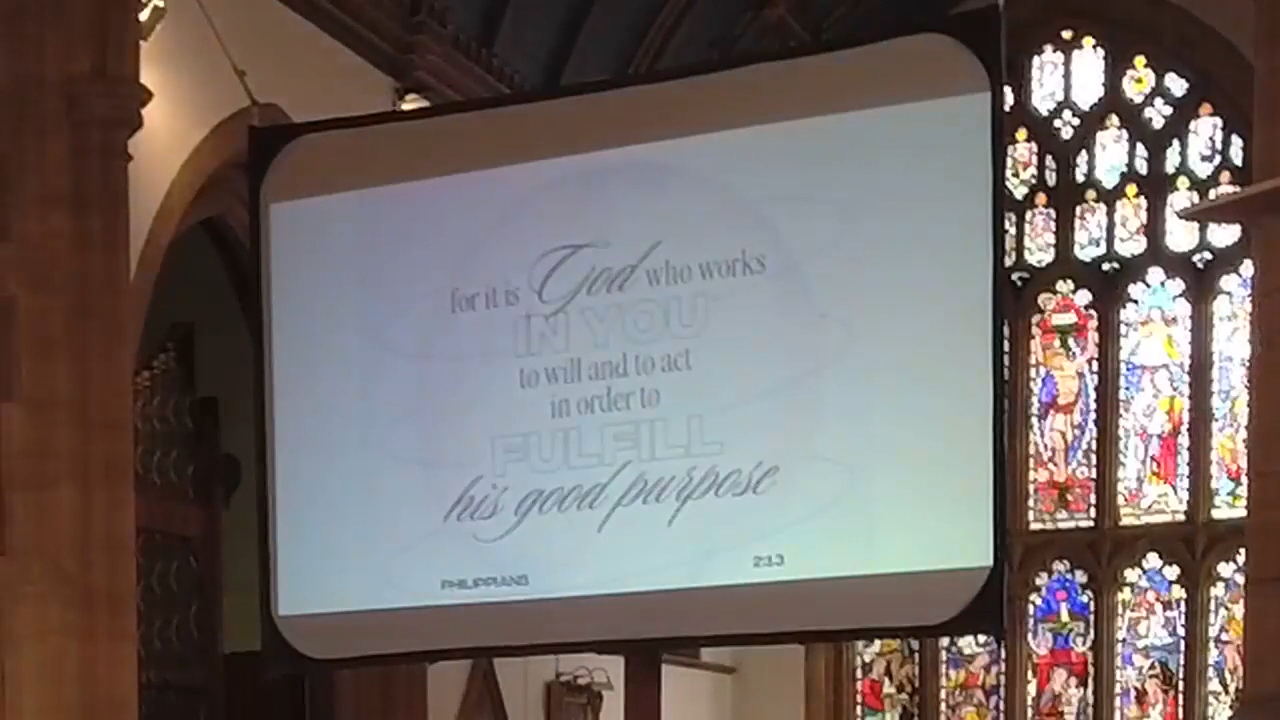 for it is God who works
IN YOU
to will and to act
in order to
FULFILL
his good purpose
PHILIPPIANS 2:13